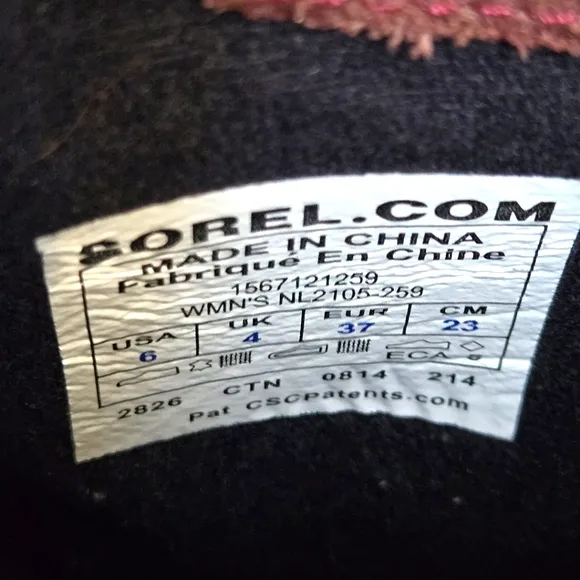 SOREL.COM
MADE IN CHINA
Fabriqué En Chine
1567121259
WMN'S NL2105-259
USA UK EUR CM
6 4 37 23
ECA
2826 CTN 0814 214
Pat CSCPatents.com